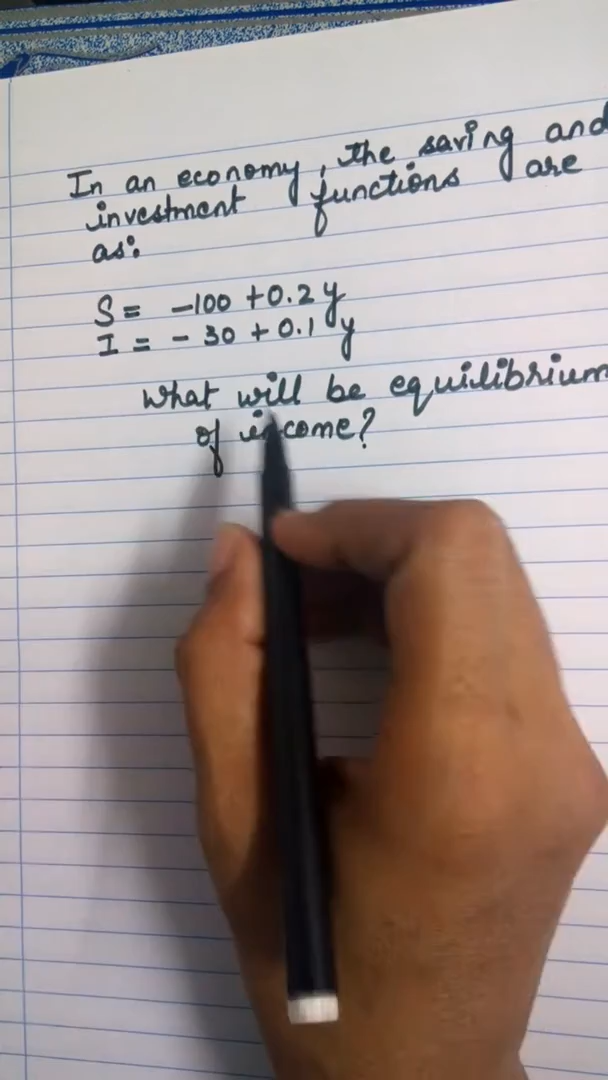 In an economy, the saving and
investment functions are
as:
S = -100 + 0.2y
I = - 30 + 0.1y
What will be equilibrium
of income?